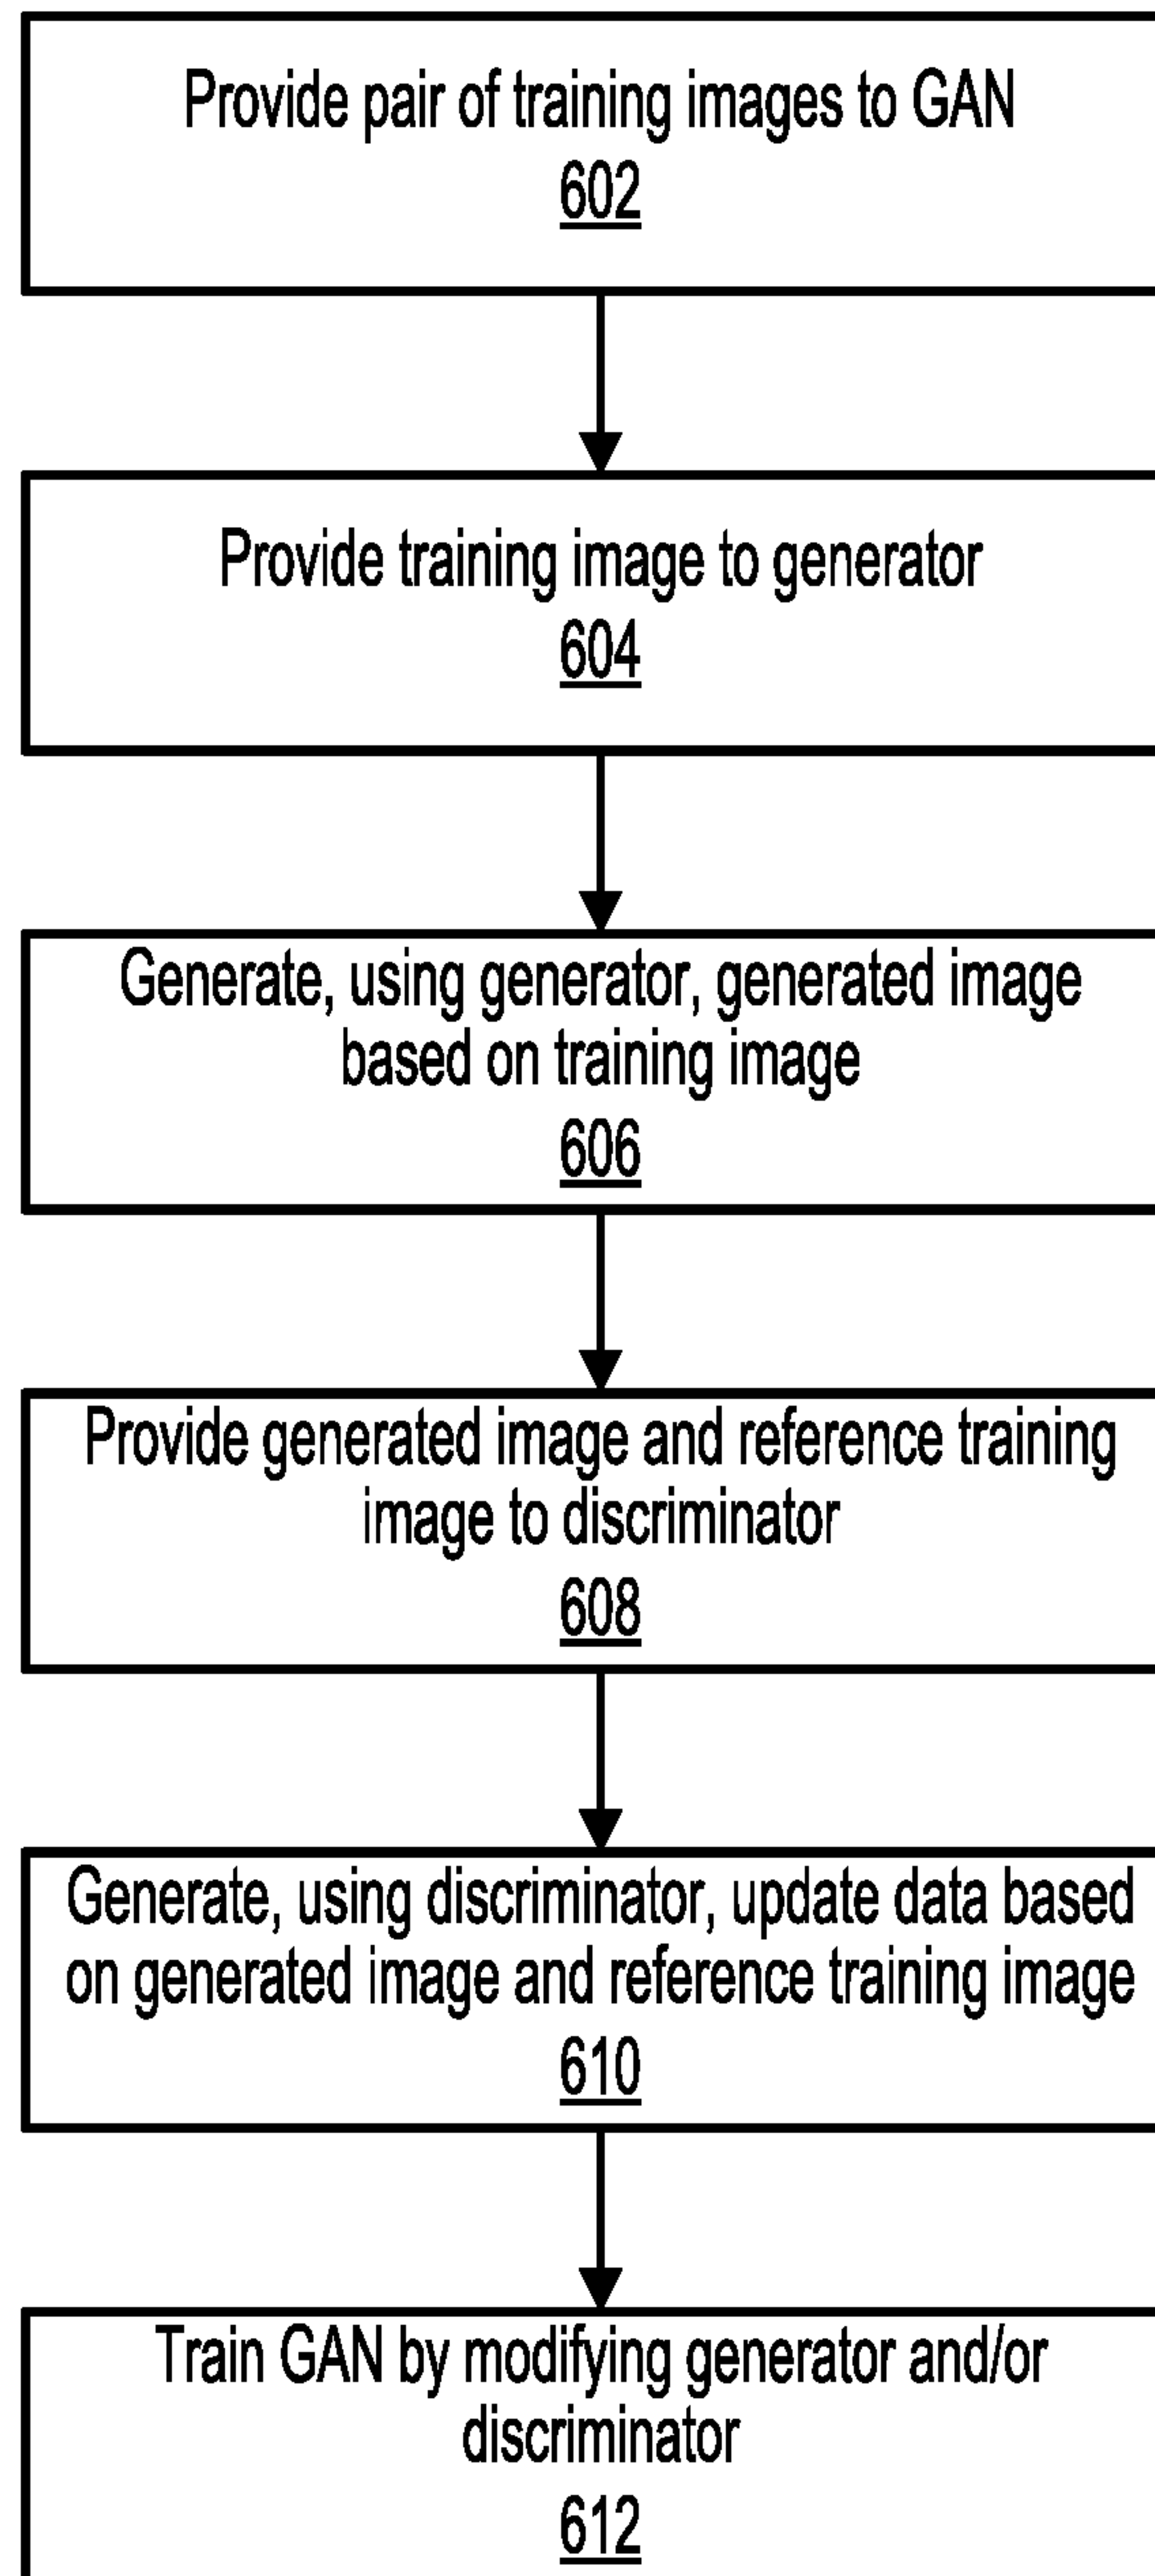 Provide pair of training images to GAN
602
Provide training image to generator
604
Generate, using generator, generated image
based on training image
606
Provide generated image and reference training
image to discriminator
608
Generate, using discriminator, update data based
on generated image and reference training image
610
Train GAN by modifying generator and/or
discriminator
612